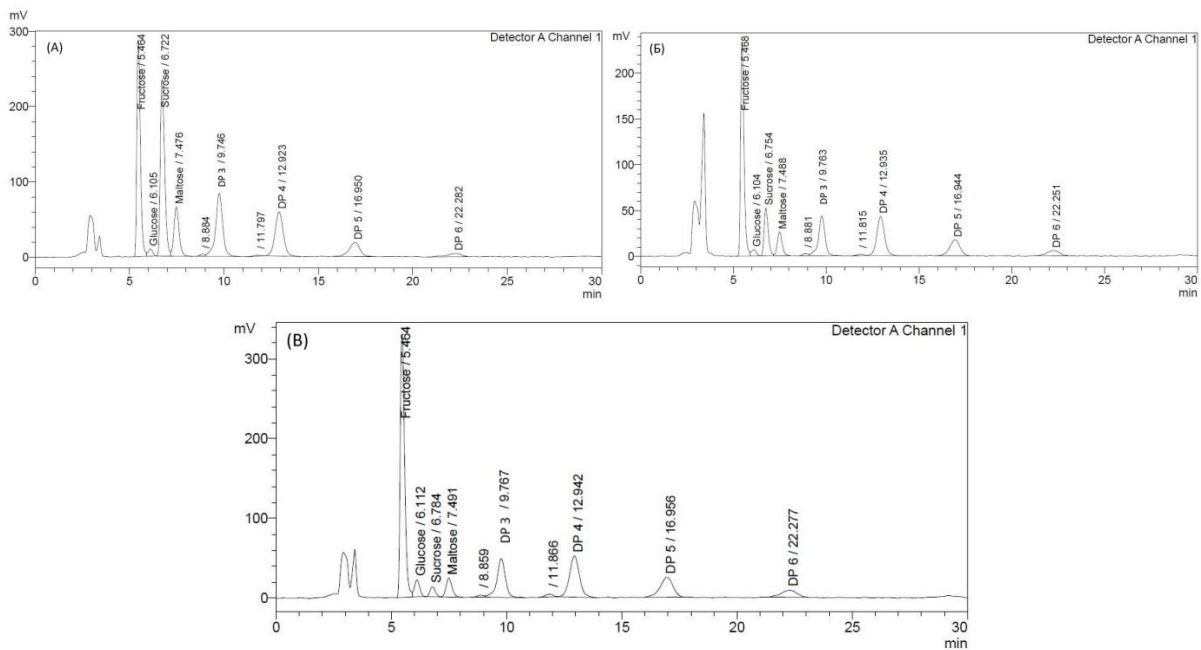 mV
(А)
Detector A Channel 1
300
200
100
0
Fructose / 5.464
Glucose / 6.105
Sucrose / 6.722
Maltose / 7.476
/ 8.884
DP 3 / 9.746
/ 11.797
DP 4 / 12.923
DP 5 / 16.950
DP 6 / 22.282
0 5 10 15 20 25 30
min
mV
(Б)
Detector A Channel 1
200
150
100
50
0
Fructose / 5.468
Glucose / 6.104
Sucrose / 6.754
Maltose / 7.488
/ 8.881
DP 3 / 9.763
/ 11.815
DP 4 / 12.935
DP 5 / 16.944
DP 6 / 22.251
0 5 10 15 20 25 30
min
mV
(В)
Detector A Channel 1
300
200
100
0
Fructose / 5.464
Glucose / 6.112
Sucrose / 6.784
Maltose / 7.491
/ 8.859
DP 3 / 9.767
/ 11.866
DP 4 / 12.942
DP 5 / 16.956
DP 6 / 22.277
0 5 10 15 20 25 30
min